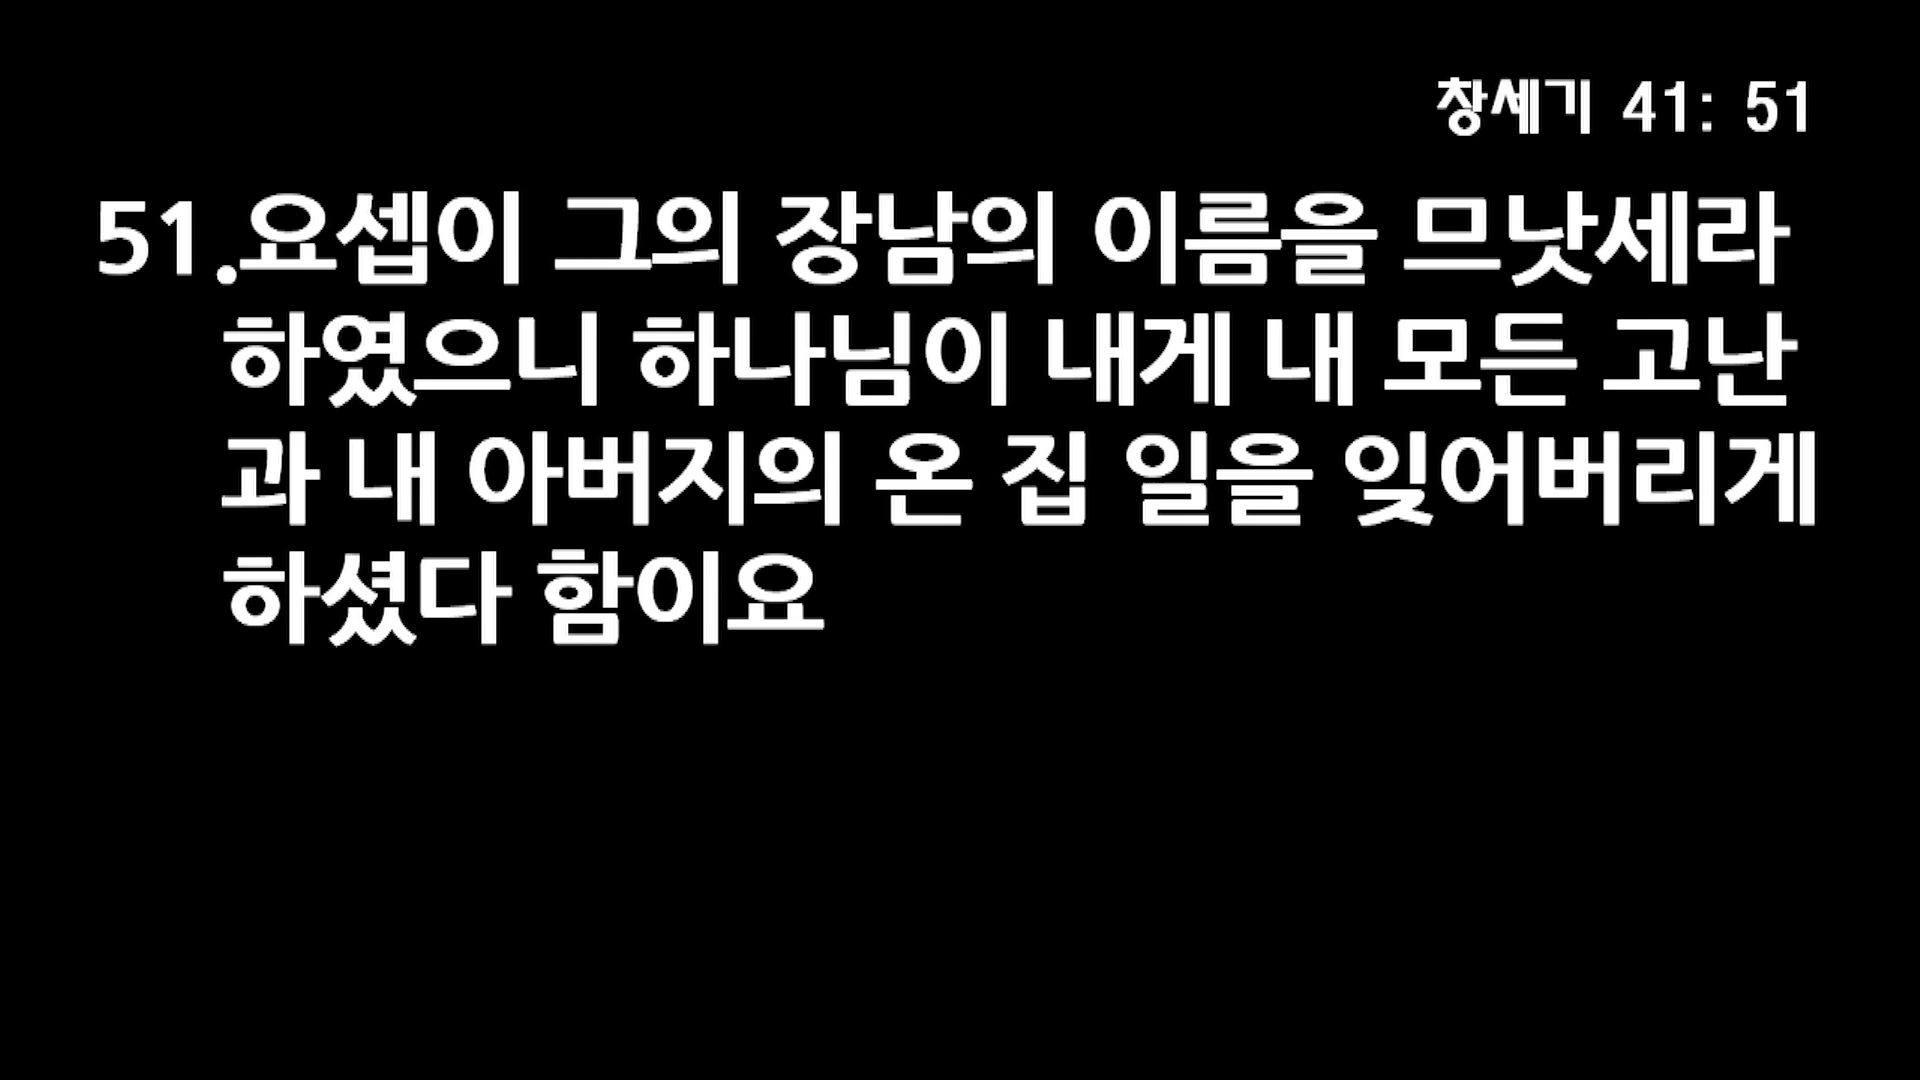 창세기 41: 51
51.요셉이 그의 장남의 이름을 므낫세라
하였으니 하나님이 내게 내 모든 고난
과 내 아버지의 온 집 일을 잊어버리게
하셨다 함이요